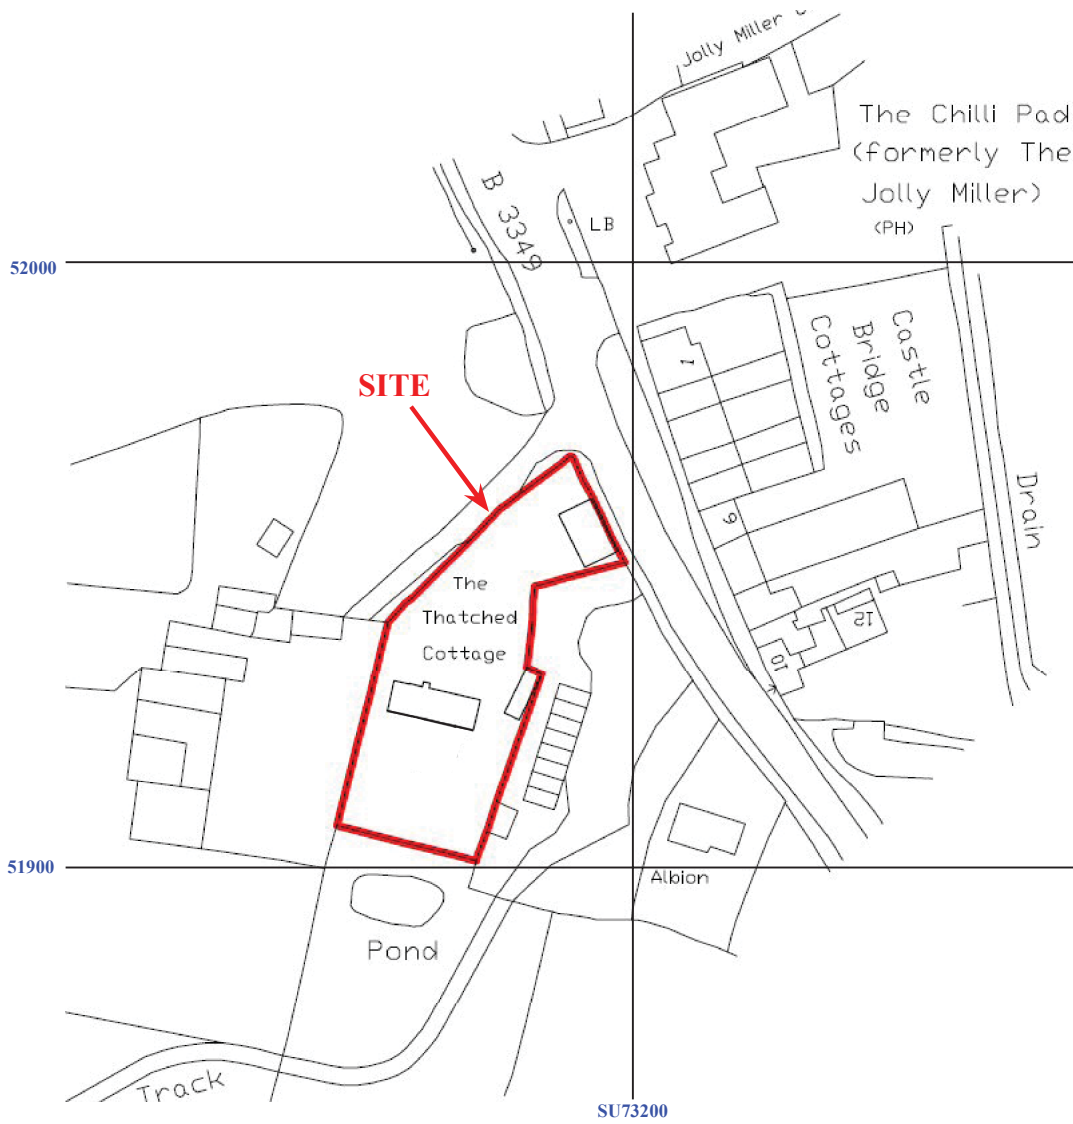 Jolly Miller
The Chilli Pad
(formerly The
Jolly Miller)
(PH)
B 3349
LB
52000
Castle
Bridge
Cottages
1
SITE
Drain
9
The
Thatched
Cottage
12
10
51900
Albion
Pond
Track
SU73200